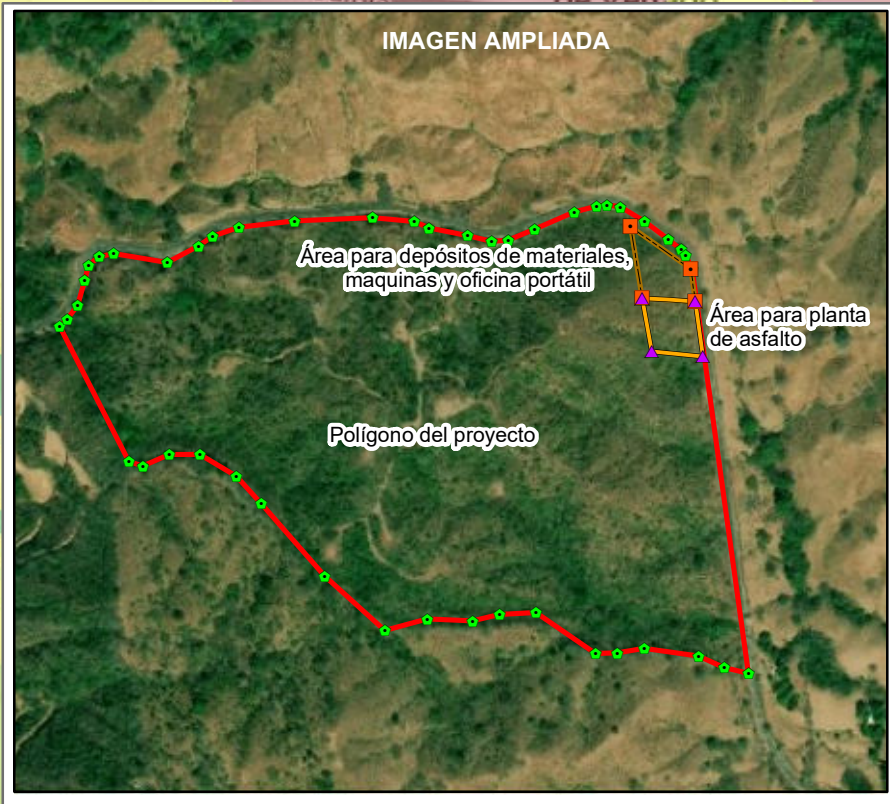 IMAGEN AMPLIADA
Área para depósitos de materiales,
maquinas y oficina portátil
Área para planta
de asfalto
Polígono del proyecto